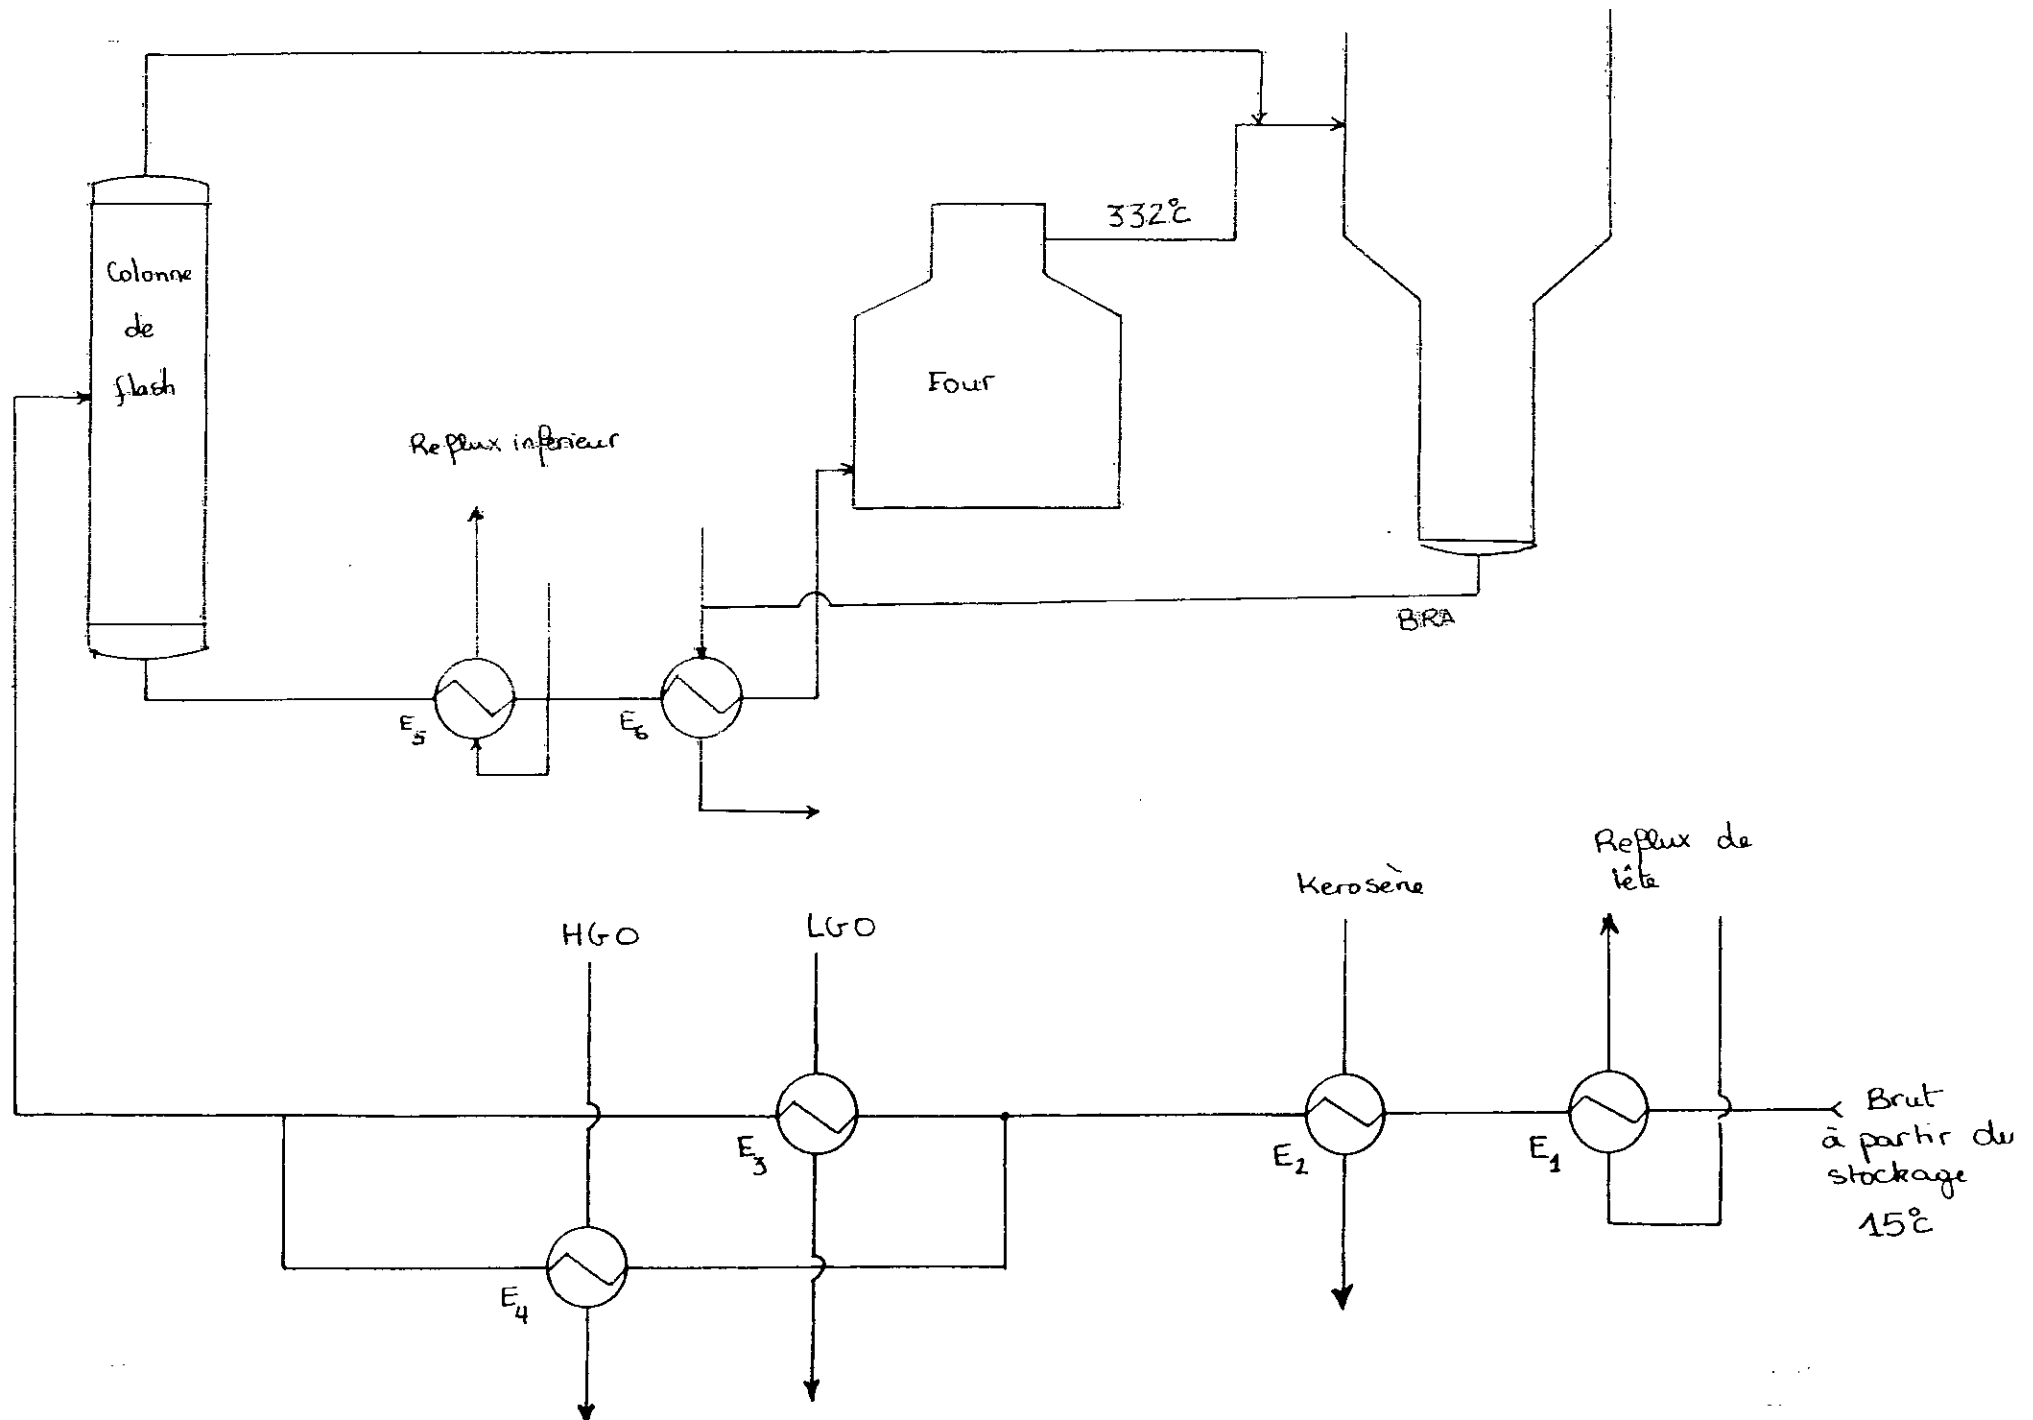 332°C
Colonne
de
flash
Four
Reflux inférieur
BRA
E5
E6
Reflux de
tête
Kerosène
HGO
LGO
Brut
à partir du
stockage
15°C
E3
E2
E1
E4